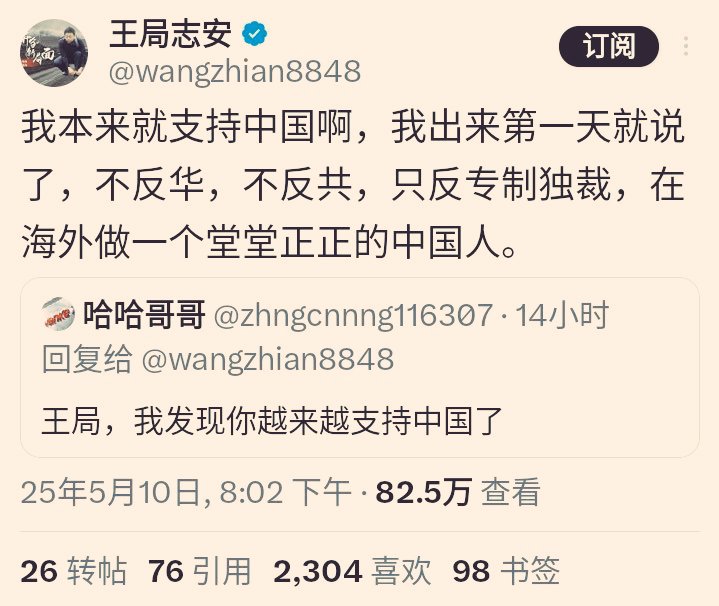 王局志安
订阅
@wangzhian8848
我本来就支持中国啊，我出来第一天就说
了，不反华，不反共，只反专制独裁，在
海外做一个堂堂正正的中国人。
哈哈哥哥 @zhngcnnng116307 · 14小时
回复给 @wangzhian8848
王局，我发现你越来越支持中国了
25年5月10日, 8:02 下午 · 82.5万 查看
26 转帖 76 引用 2,304 喜欢 98 书签